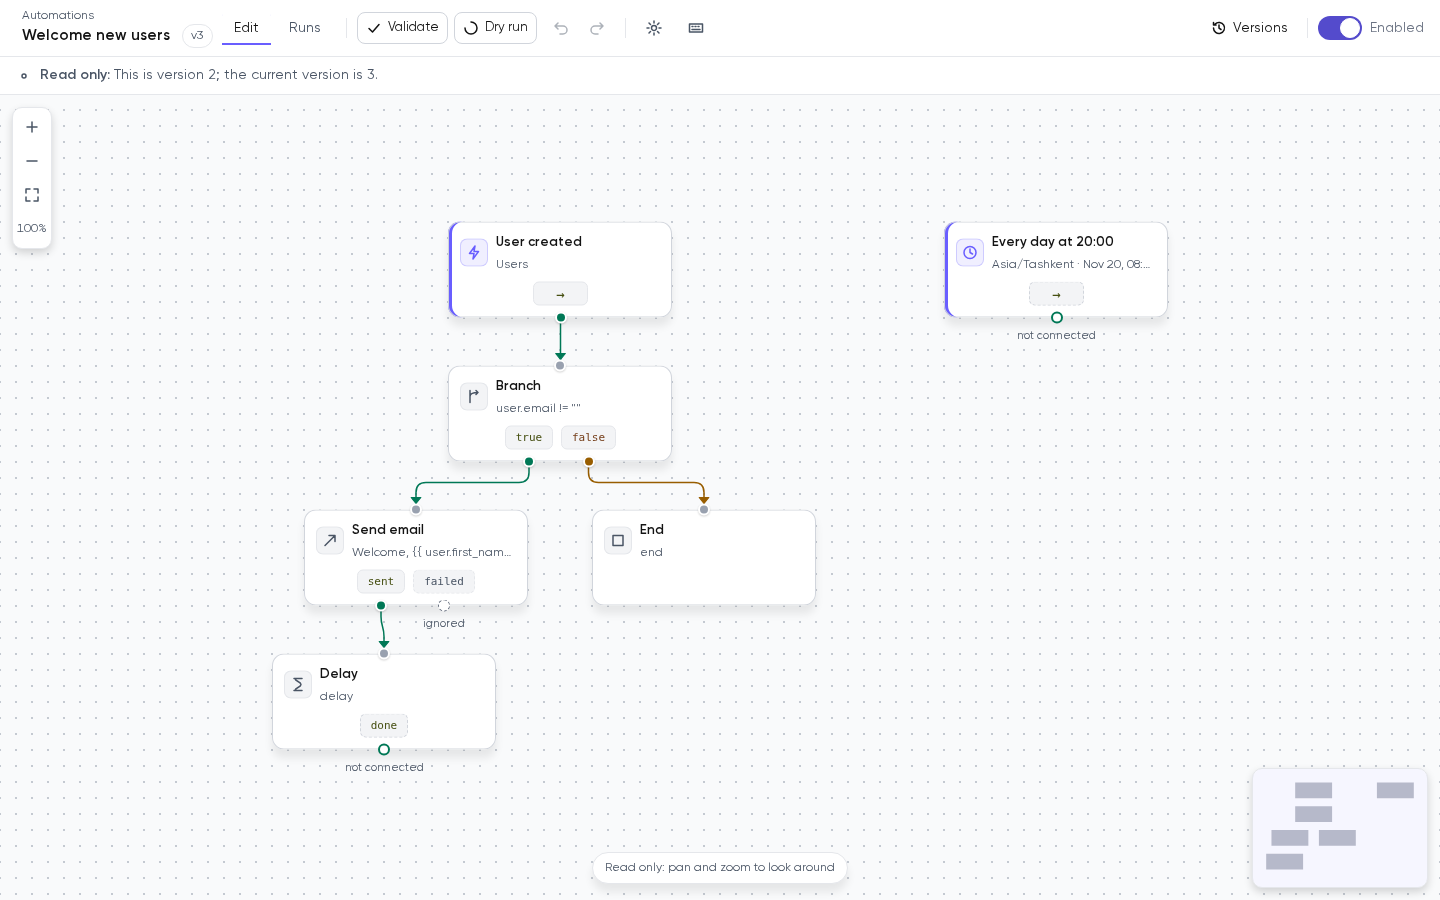 Automations
Welcome new users
v3
Edit
Runs
Validate
Dry run
Versions
Enabled
Read only: This is version 2; the current version is 3.
100%
User created
Users
→
Every day at 20:00
Asia/Tashkent · Nov 20, 08:...
→
not connected
Branch
user.email != ""
true
false
Send email
Welcome, {{ user.first_nam...
sent
failed
ignored
End
end
Delay
delay
done
not connected
Read only: pan and zoom to look around